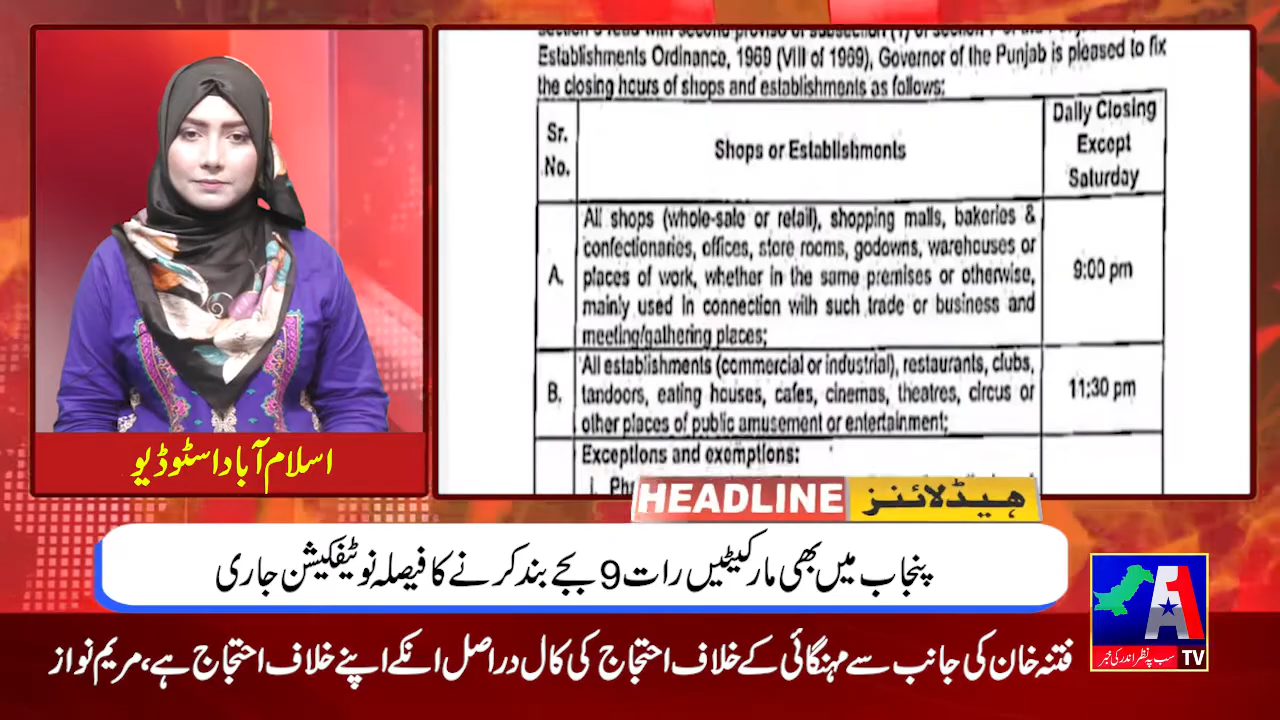 Establishments Ordinance, 1969 (VIII of 1969), Governor of the Punjab is pleased to fix
the closing hours of shops and establishments as follows:
Sr. No.
Shops or Establishments
Daily Closing Except Saturday
A.
All shops (whole-sale or retail), shopping malls, bakeries &
confectionaries, offices, store rooms, godowns, warehouses or
places of work, whether in the same premises or otherwise,
mainly used in connection with such trade or business and
meeting/gathering places;
9:00 pm
B.
All establishments (commercial or industrial), restaurants, clubs,
tandoors, eating houses, cafes, cinemas, theatres, circus or
other places of public amusement or entertainment;
11:30 pm
Exceptions and exemptions:
اسلام آباد اسٹوڈیو
HEADLINE ہیڈلائنز
پنجاب میں بھی مارکیٹیں رات 9 بجے بند کرنے کا فیصلہ نوٹیفکیشن جاری
فتنہ خان کی جانب سے مہنگائی کے خلاف احتجاج کی کال دراصل انکے اپنے خلاف احتجاج ہے، مریم نواز
A1
TV سب پہ نظر اندر کی خبر